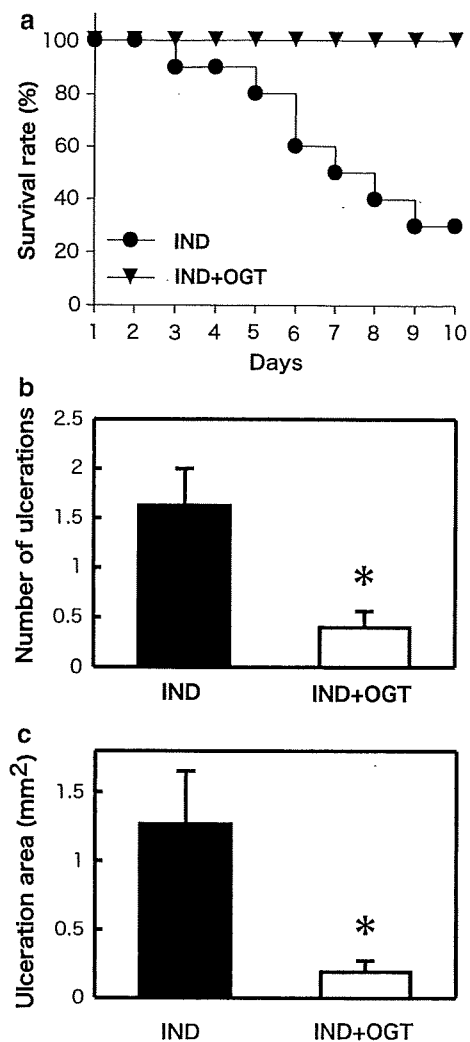 a
Survival rate (%)
100
80
60
40
20
0
IND
IND+OGT
1 2 3 4 5 6 7 8 9 10
Days
b
Number of ulcerations
2.5
2
1.5
1
0.5
0
*
IND IND+OGT
c
Ulceration area (mm2)
1.5
1
0.5
0
*
IND IND+OGT